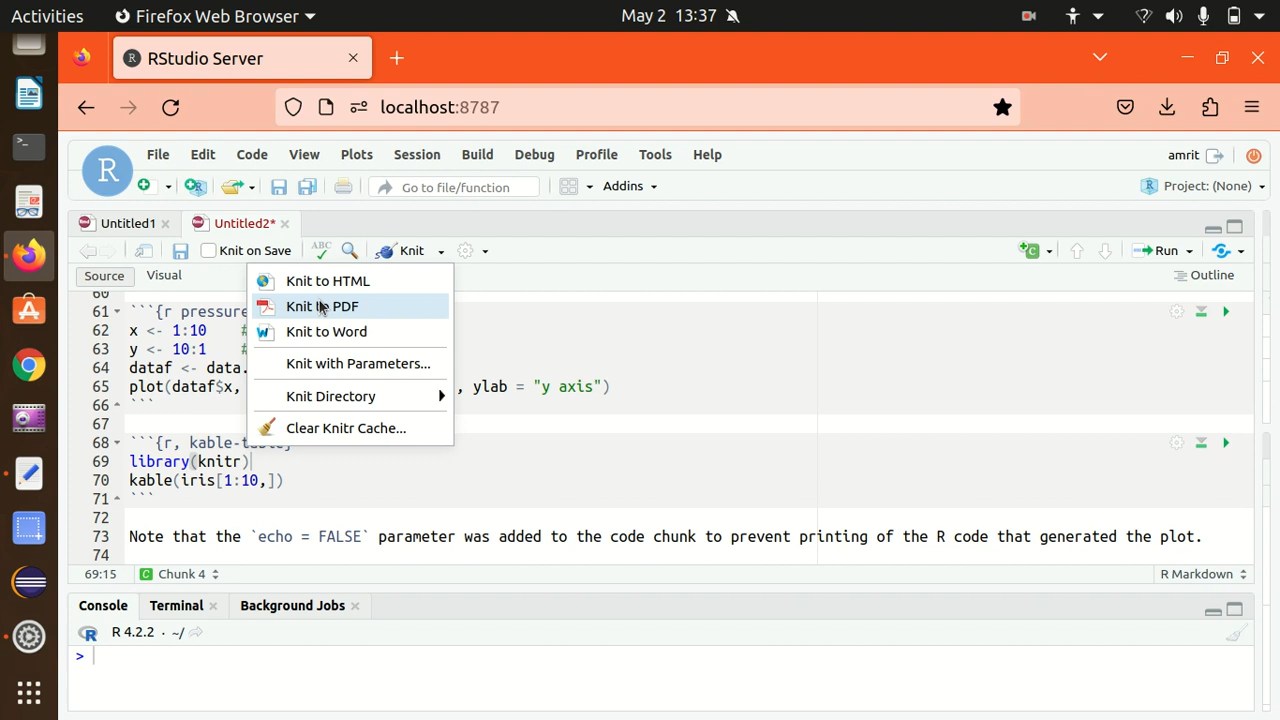 Activities Firefox Web Browser May 2 13:37
RStudio Server
localhost:8787
R File Edit Code View Plots Session Build Debug Profile Tools Help amrit
Go to file/function Addins Project: (None)
Untitled1 Untitled2*
Knit on Save ABC Knit Run
Source Visual Outline
Knit to HTML
Knit to PDF
Knit to Word
Knit with Parameters...
Knit Directory
Clear Knitr Cache...
60
61 ```{r pressure
62 x <- 1:10 #
63 y <- 10:1 #
64 dataf <- data.
65 plot(dataf$x, , ylab = "y axis")
66 ```
67
68 ```{r, kable-table}
69 library(knitr)
70 kable(iris[1:10,])
71 ```
72
73 Note that the `echo = FALSE` parameter was added to the code chunk to prevent printing of the R code that generated the plot.
74
69:15 C Chunk 4 R Markdown
Console Terminal Background Jobs
R R 4.2.2 · ~/
>